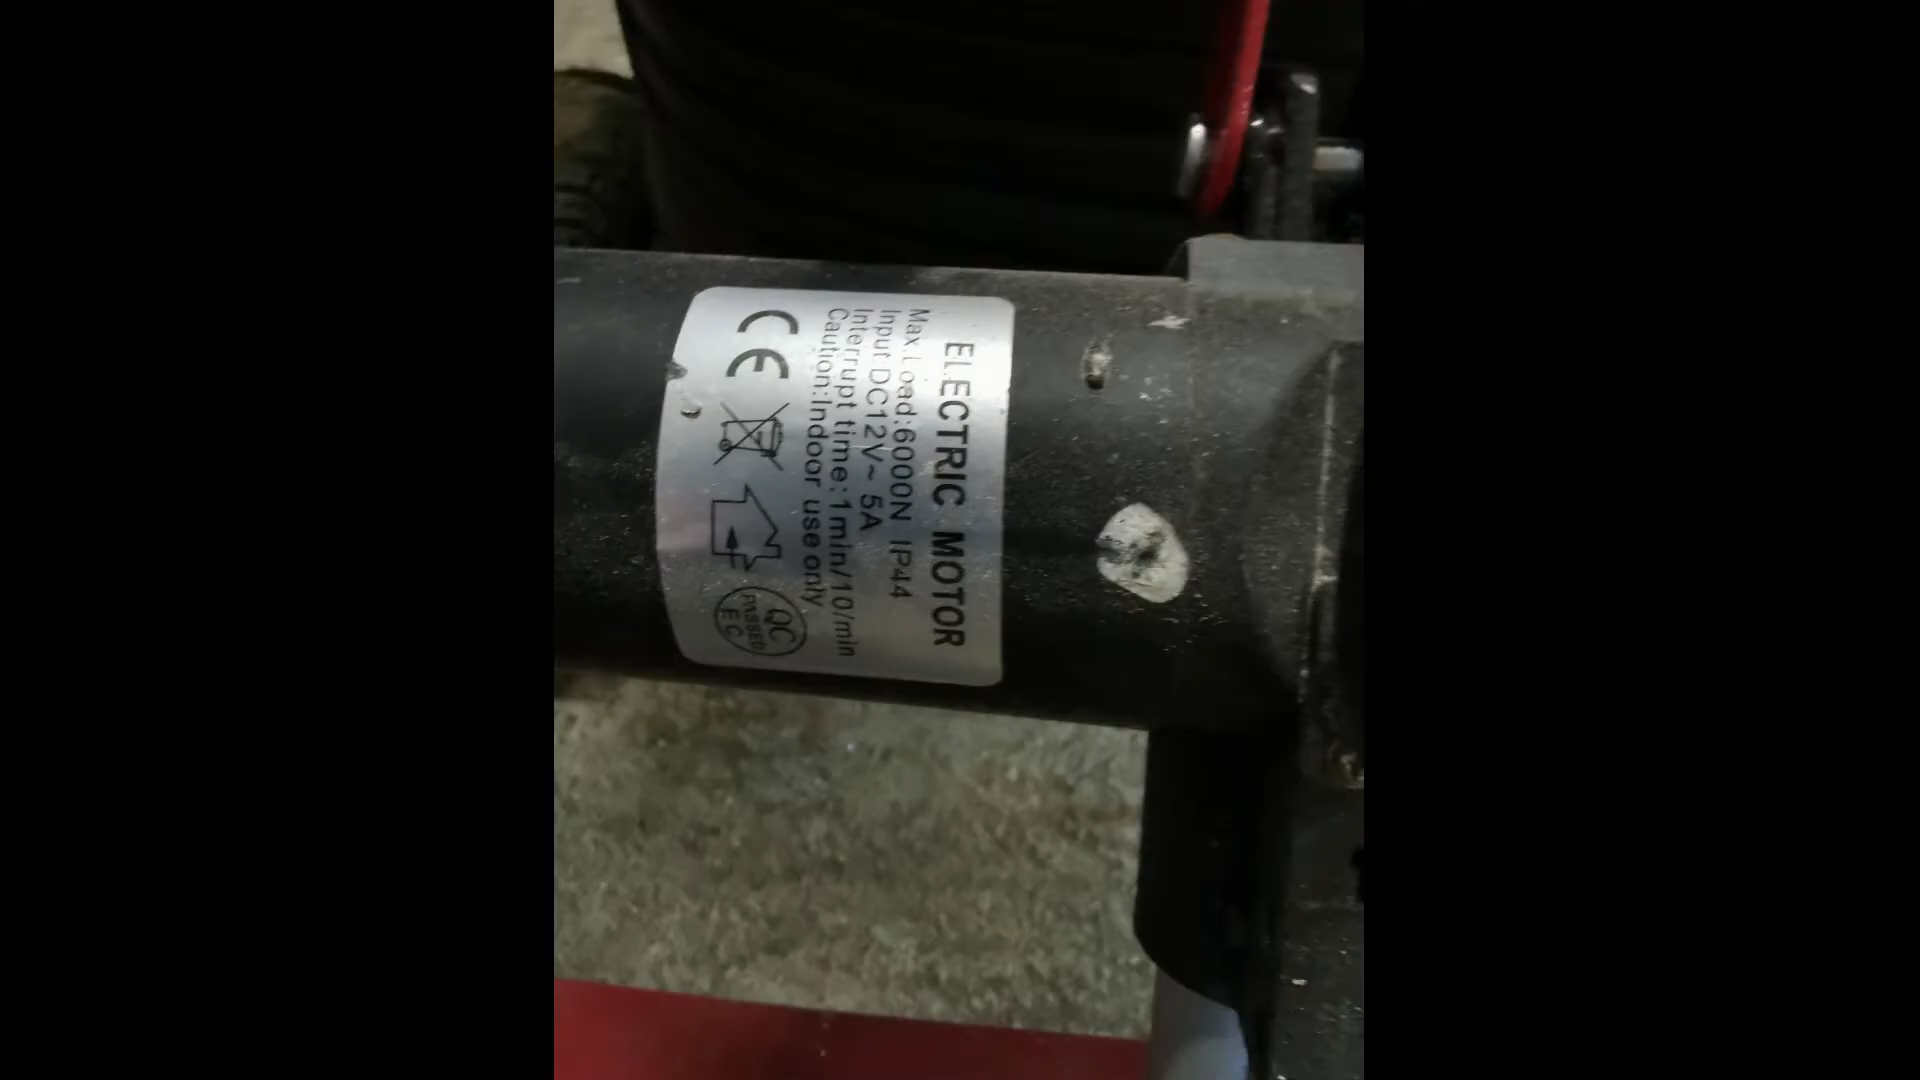 ELECTRIC MOTOR
Max.Load:6000N IP44
Input:DC12V~ 5A
Interrupt time:1min/10/min
Caution:Indoor use only
CE
QC
PASSED
EC